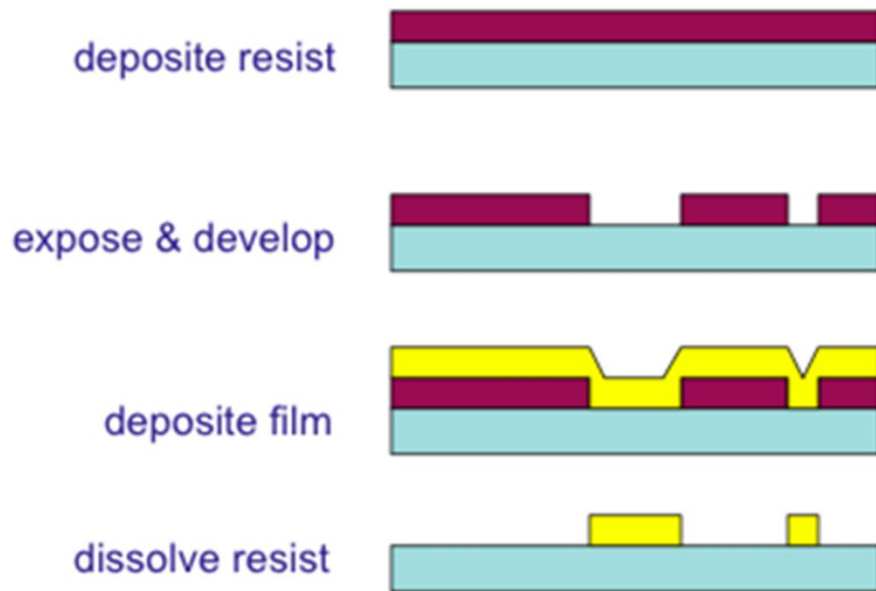 deposite resist
expose & develop
deposite film
dissolve resist